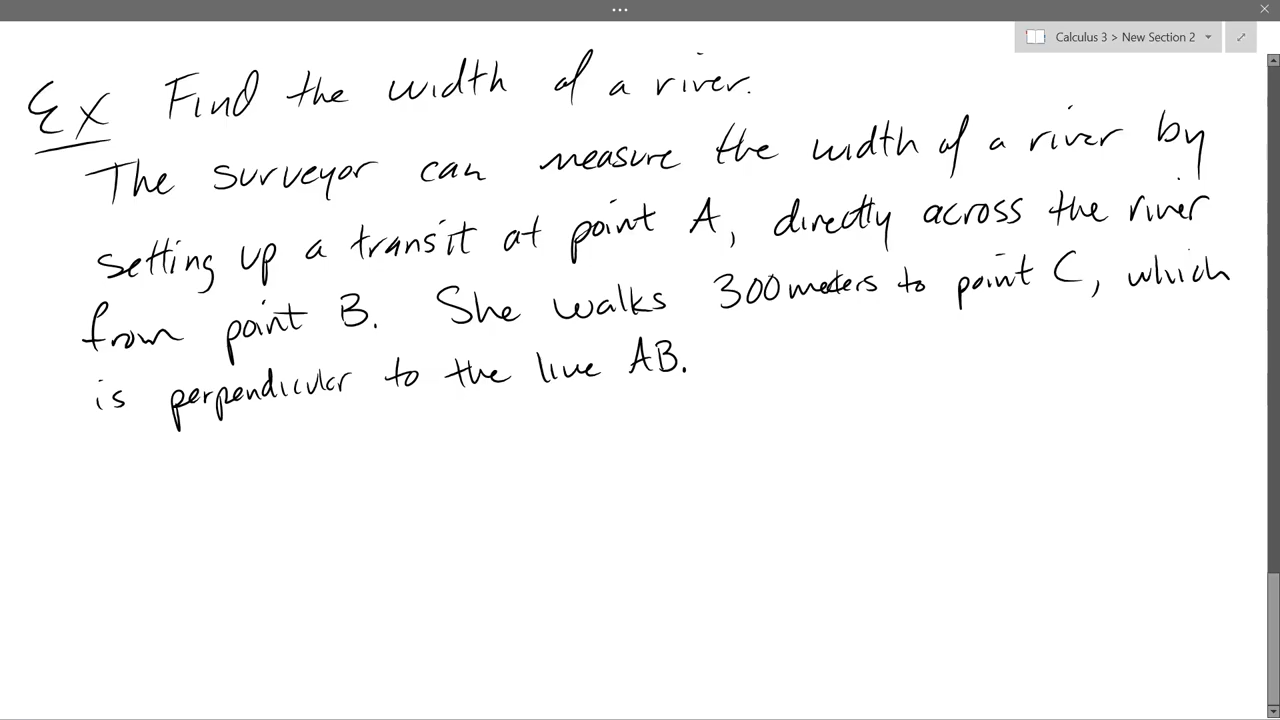 Calculus 3 > New Section 2
Ex Find the width of a river.
The surveyor can measure the width of a river by
setting up a transit at point A, directly across the river
from point B. She walks 300 meters to point C, which
is perpendicular to the line AB.